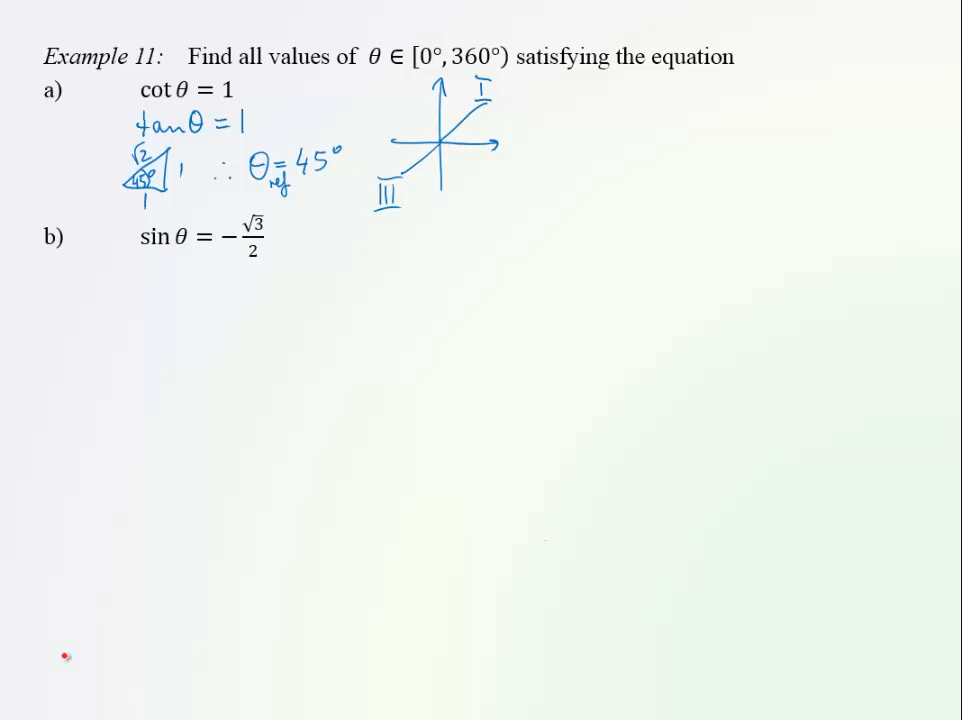 Example 11: Find all values of θ ∈ [0°, 360°) satisfying the equation
a) cot θ = 1
I
tanθ = 1
√2
45° 1 ∴ θref = 45°
1
III
b) sin θ = −√3/2